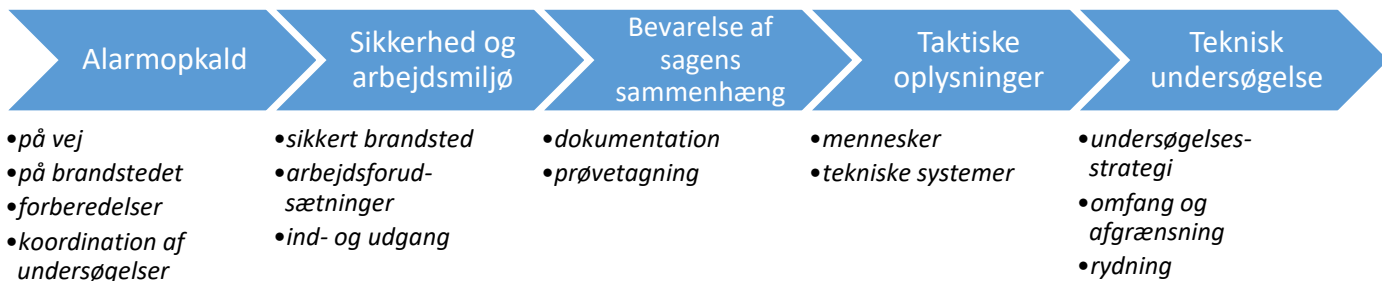 Alarmopkald
Sikkerhed og
arbejdsmiljø
Bevarelse af
sagens
sammenhæng
Taktiske
oplysninger
Teknisk
undersøgelse
•på vej
•på brandstedet
•forberedelser
•koordination af
undersøgelser
•sikkert brandsted
•arbejdsforud-
sætninger
•ind- og udgang
•dokumentation
•prøvetagning
•mennesker
•tekniske systemer
•undersøgelses-
strategi
•omfang og
afgrænsning
•rydning